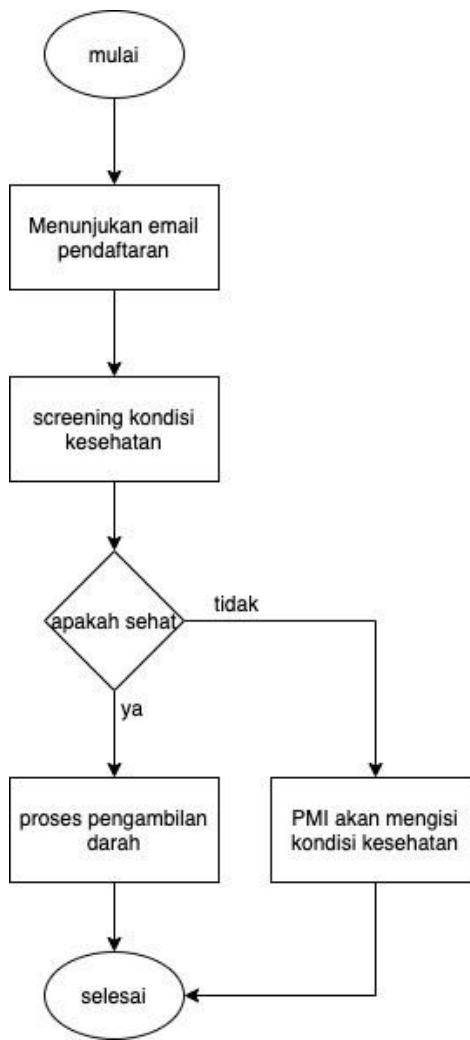 mulai
Menunjukan email
pendaftaran
screening kondisi
kesehatan
apakah sehat
tidak
ya
proses pengambilan
darah
PMI akan mengisi
kondisi kesehatan
selesai